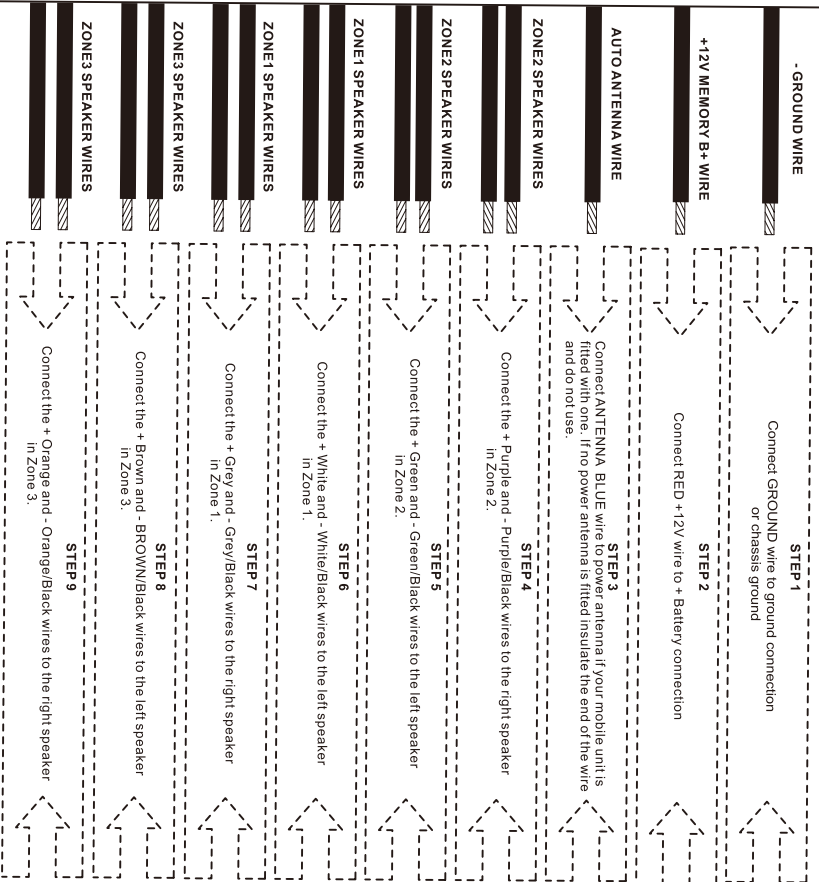 - GROUND WIRE
STEP 1
Connect GROUND wire to ground connection
or chassis ground
+12V MEMORY B+ WIRE
STEP 2
Connect RED +12V wire to + Battery connection
AUTO ANTENNA WIRE
STEP 3
Connect ANTENNA BLUE wire to power antenna if your mobile unit is
fitted with one. If no power antenna is fitted insulate the end of the wire
and do not use.
ZONE2 SPEAKER WIRES
STEP 4
Connect the + Purple and - Purple/Black wires to the right speaker
in Zone 2.
ZONE2 SPEAKER WIRES
STEP 5
Connect the + Green and - Green/Black wires to the left speaker
in Zone 2.
ZONE1 SPEAKER WIRES
STEP 6
Connect the + White and - White/Black wires to the left speaker
in Zone 1.
ZONE1 SPEAKER WIRES
STEP 7
Connect the + Grey and - Grey/Black wires to the right speaker
in Zone 1.
ZONE3 SPEAKER WIRES
STEP 8
Connect the + Brown and - BROWN/Black wires to the left speaker
in Zone 3.
ZONE3 SPEAKER WIRES
STEP 9
Connect the + Orange and - Orange/Black wires to the right speaker
in Zone 3.